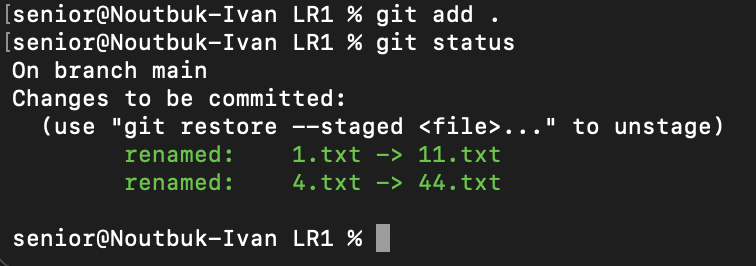 [senior@Noutbuk-Ivan LR1 % git add .
[senior@Noutbuk-Ivan LR1 % git status
On branch main
Changes to be committed:
  (use "git restore --staged <file>..." to unstage)
        renamed:    1.txt -> 11.txt
        renamed:    4.txt -> 44.txt
senior@Noutbuk-Ivan LR1 %